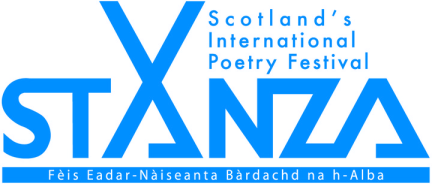 Scotland's
International
Poetry Festival
STANZA
Fèis Eadar-Nàiseanta Bàrdachd na h-Alba